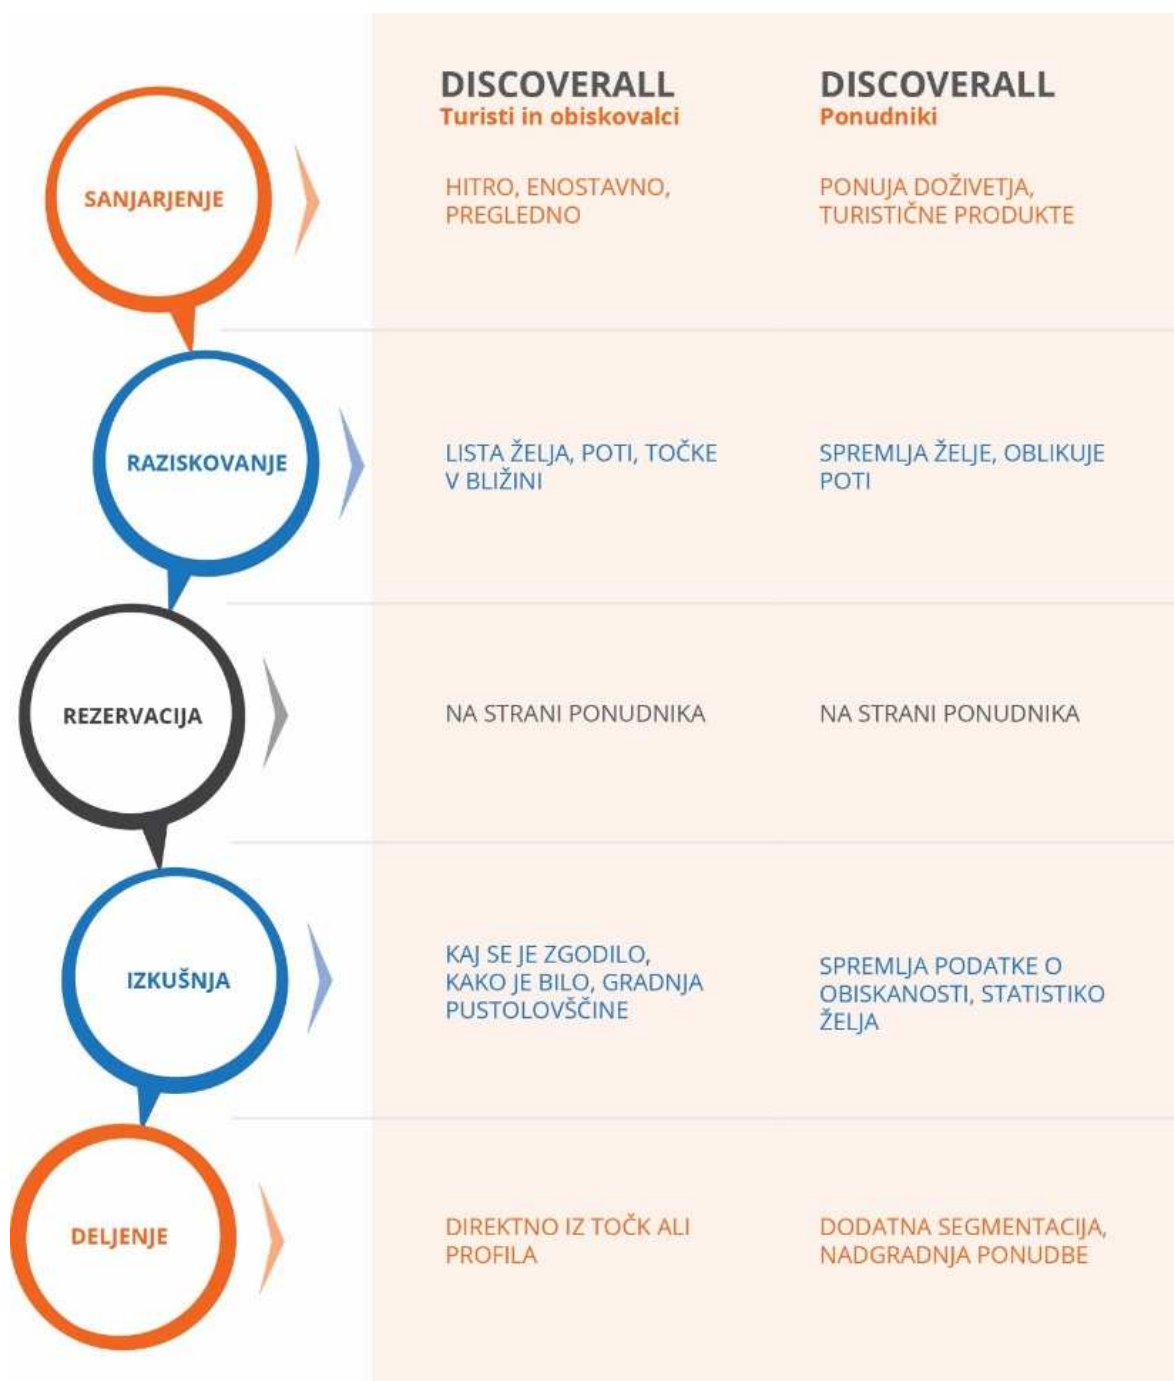 DISCOVERALL
Turisti in obiskovalci
DISCOVERALL
Ponudniki
SANJARJENJE
HITRO, ENOSTAVNO,
PREGLEDNO
PONUJA DOŽIVETJA,
TURISTIČNE PRODUKTE
RAZISKOVANJE
LISTA ŽELJA, POTI, TOČKE
V BLIŽINI
SPREMLJA ŽELJE, OBLIKUJE
POTI
REZERVACIJA
NA STRANI PONUDNIKA
NA STRANI PONUDNIKA
IZKUŠNJA
KAJ SE JE ZGODILO,
KAKO JE BILO, GRADNJA
PUSTOLOVŠČINE
SPREMLJA PODATKE O
OBISKANOSTI, STATISTIKO
ŽELJA
DELJENJE
DIREKTNO IZ TOČK ALI
PROFILA
DODATNA SEGMENTACIJA,
NADGRADNJA PONUDBE